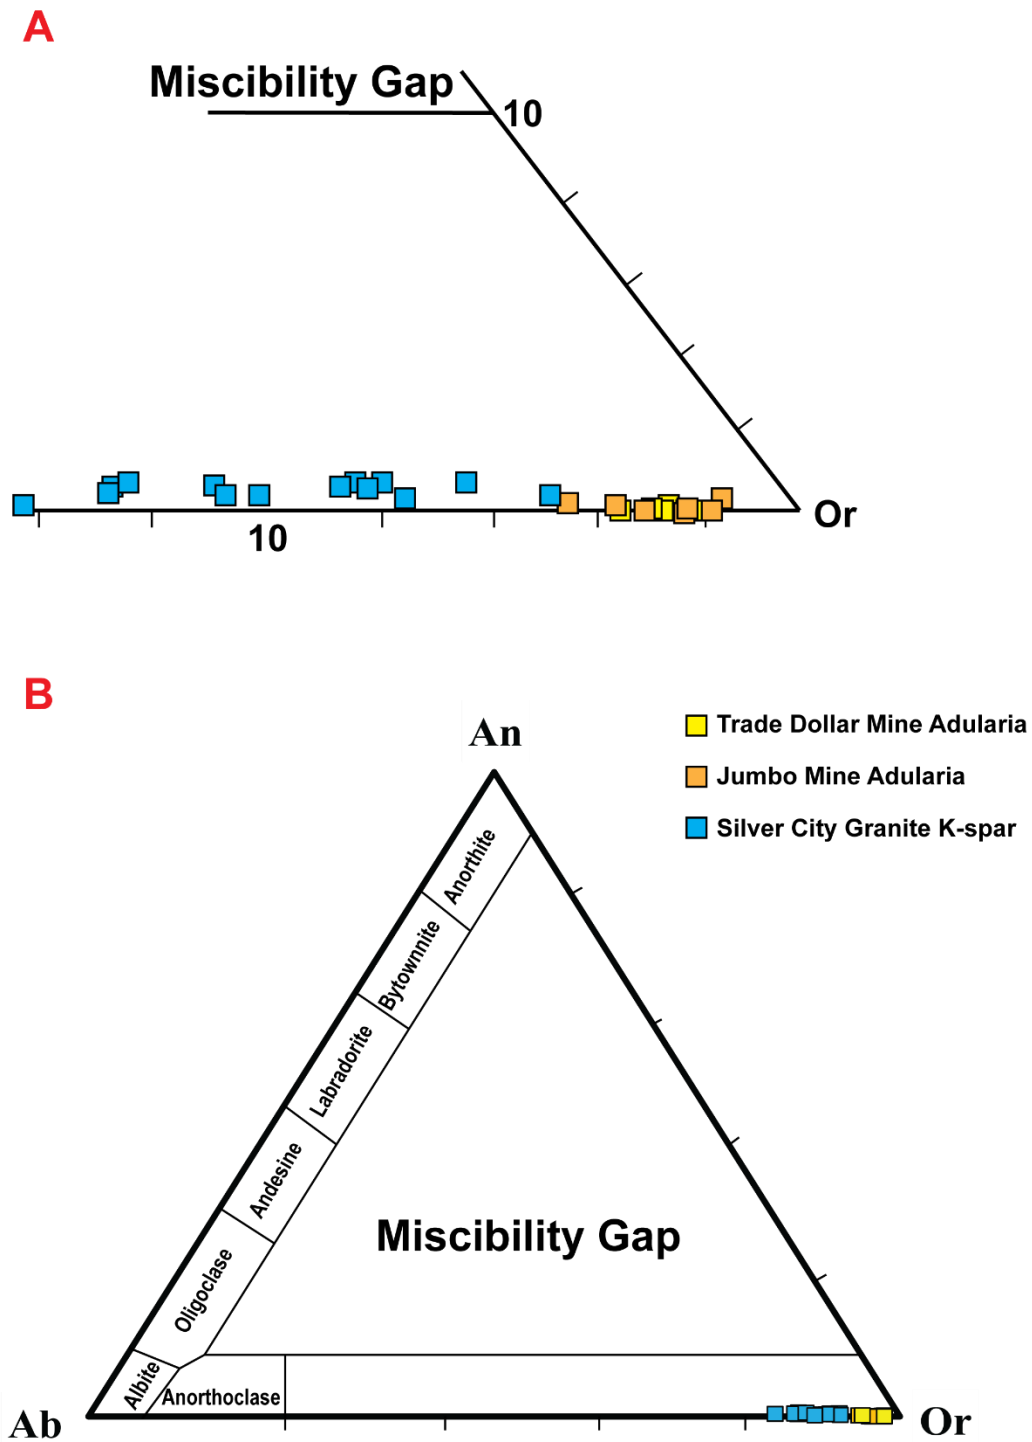 A
Miscibility Gap
10
Or
10
B
An
Trade Dollar Mine Adularia
Jumbo Mine Adularia
Silver City Granite K-spar
Anorthite
Bytownnite
Labradorite
Andesine
Miscibility Gap
Oligoclase
Albite
Anorthoclase
Ab
Or